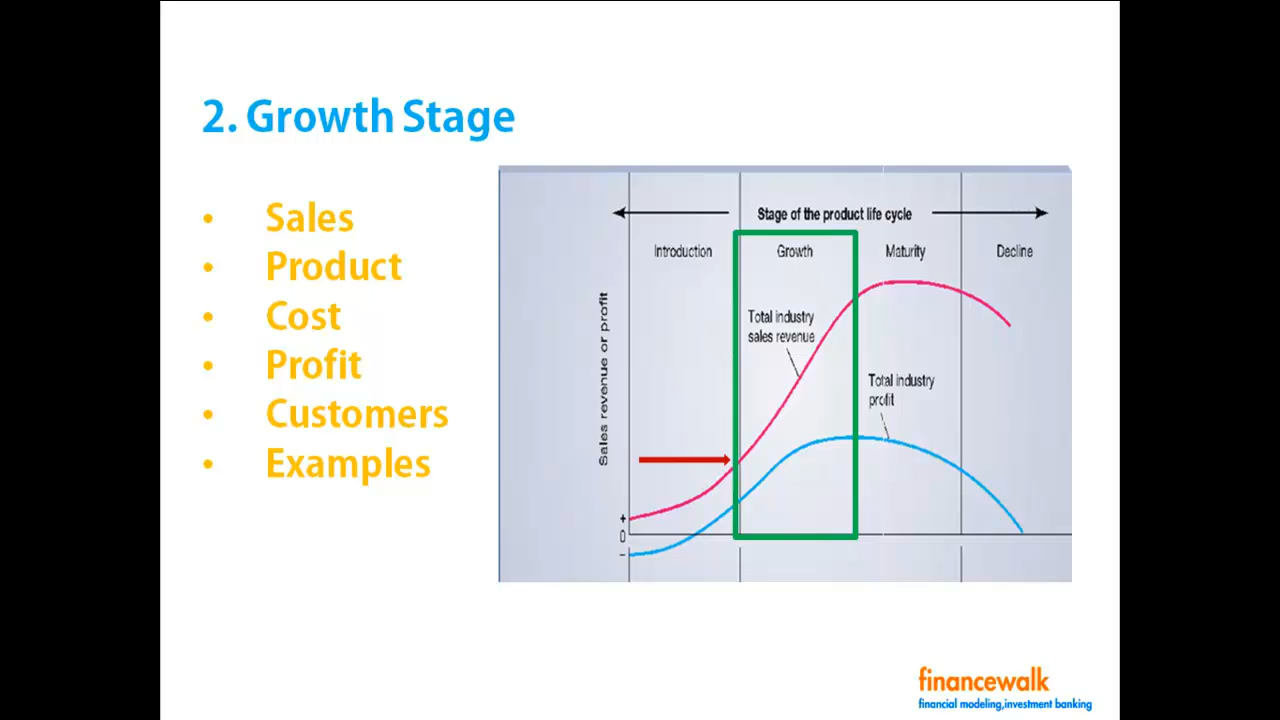 2. Growth Stage
• Sales
• Product
• Cost
• Profit
• Customers
• Examples
Stage of the product life cycle
Introduction
Growth
Maturity
Decline
Sales revenue or profit
Total industry
sales revenue
Total industry
profit
+
0
–
financewalk
financial modeling,investment banking